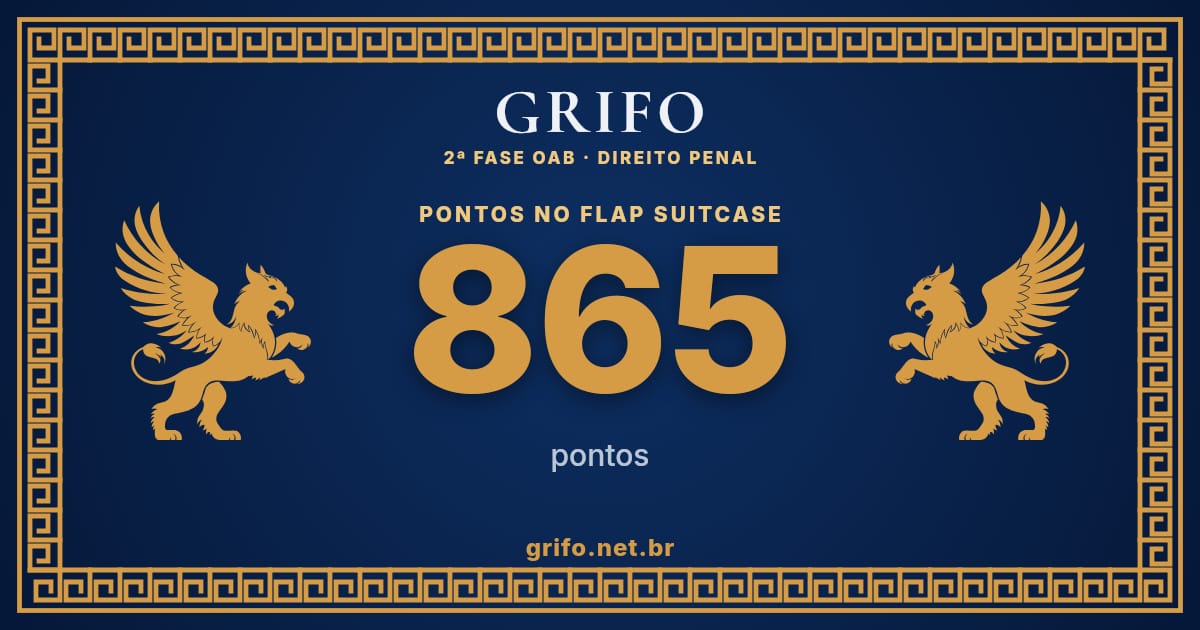 GRIFO
2ª FASE OAB · DIREITO PENAL
PONTOS NO FLAP SUITCASE
865
pontos
grifo.net.br